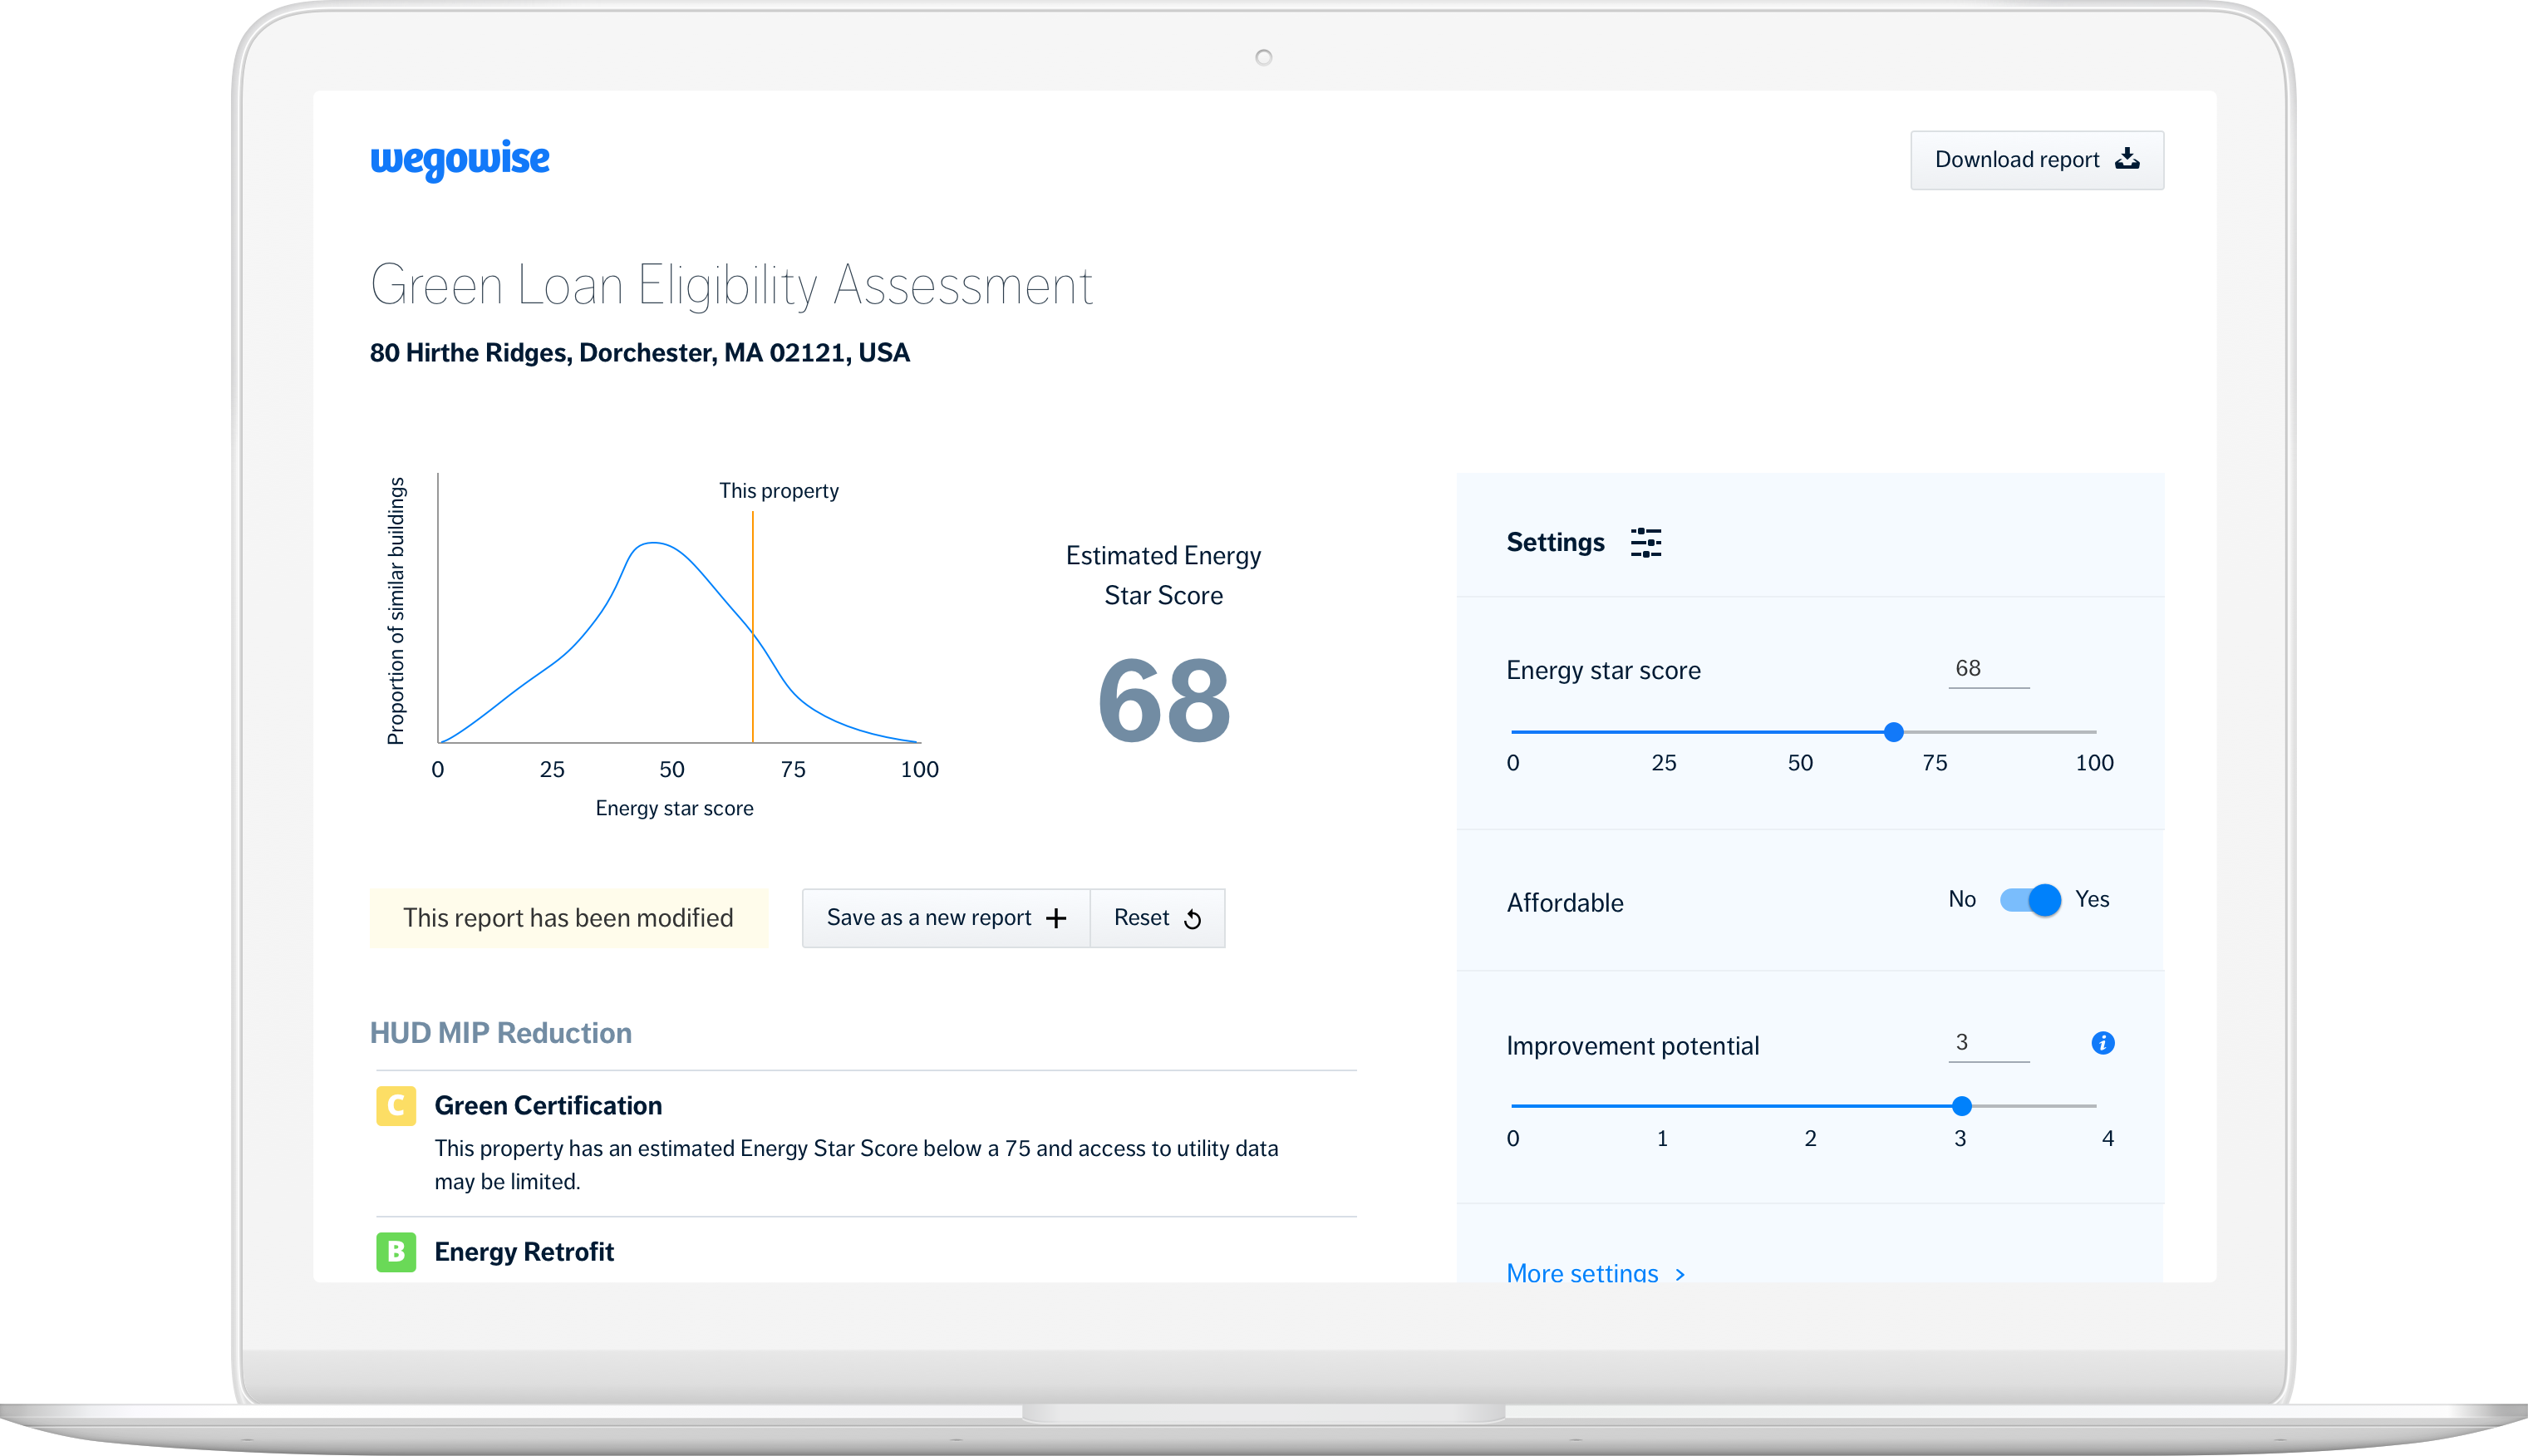 wegowise
Download report
Green Loan Eligibility Assessment
80 Hirthe Ridges, Dorchester, MA 02121, USA
Proportion of similar buildings
This property
0 25 50 75 100
Energy star score
Estimated Energy
Star Score
68
This report has been modified
Save as a new report
Reset
HUD MIP Reduction
C Green Certification
This property has an estimated Energy Star Score below a 75 and access to utility data
may be limited.
B Energy Retrofit
Settings
Energy star score 68
0 25 50 75 100
Affordable No Yes
Improvement potential 3 i
0 1 2 3 4
More settings >